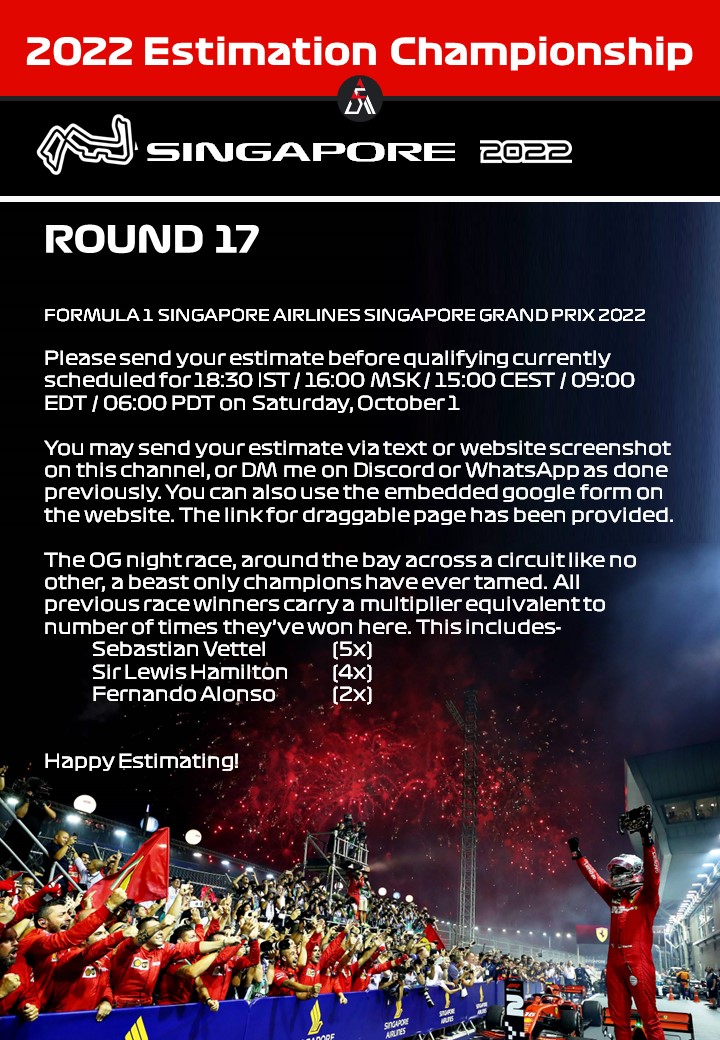 2022 Estimation Championship
SINGAPORE 2022
ROUND 17
FORMULA 1 SINGAPORE AIRLINES SINGAPORE GRAND PRIX 2022
Please send your estimate before qualifying currently
scheduled for 18:30 IST / 16:00 MSK / 15:00 CEST / 09:00
EDT / 06:00 PDT on Saturday, October 1
You may send your estimate via text or website screenshot
on this channel, or DM me on Discord or WhatsApp as done
previously. You can also use the embedded google form on
the website. The link for draggable page has been provided.
The OG night race, around the bay across a circuit like no
other, a beast only champions have ever tamed. All
previous race winners carry a multiplier equivalent to
number of times they've won here. This includes-
Sebastian Vettel (5x)
Sir Lewis Hamilton (4x)
Fernando Alonso (2x)
Happy Estimating!
SINGAPORE
AIRLINES
SINGAPORE
AIRLINES
2